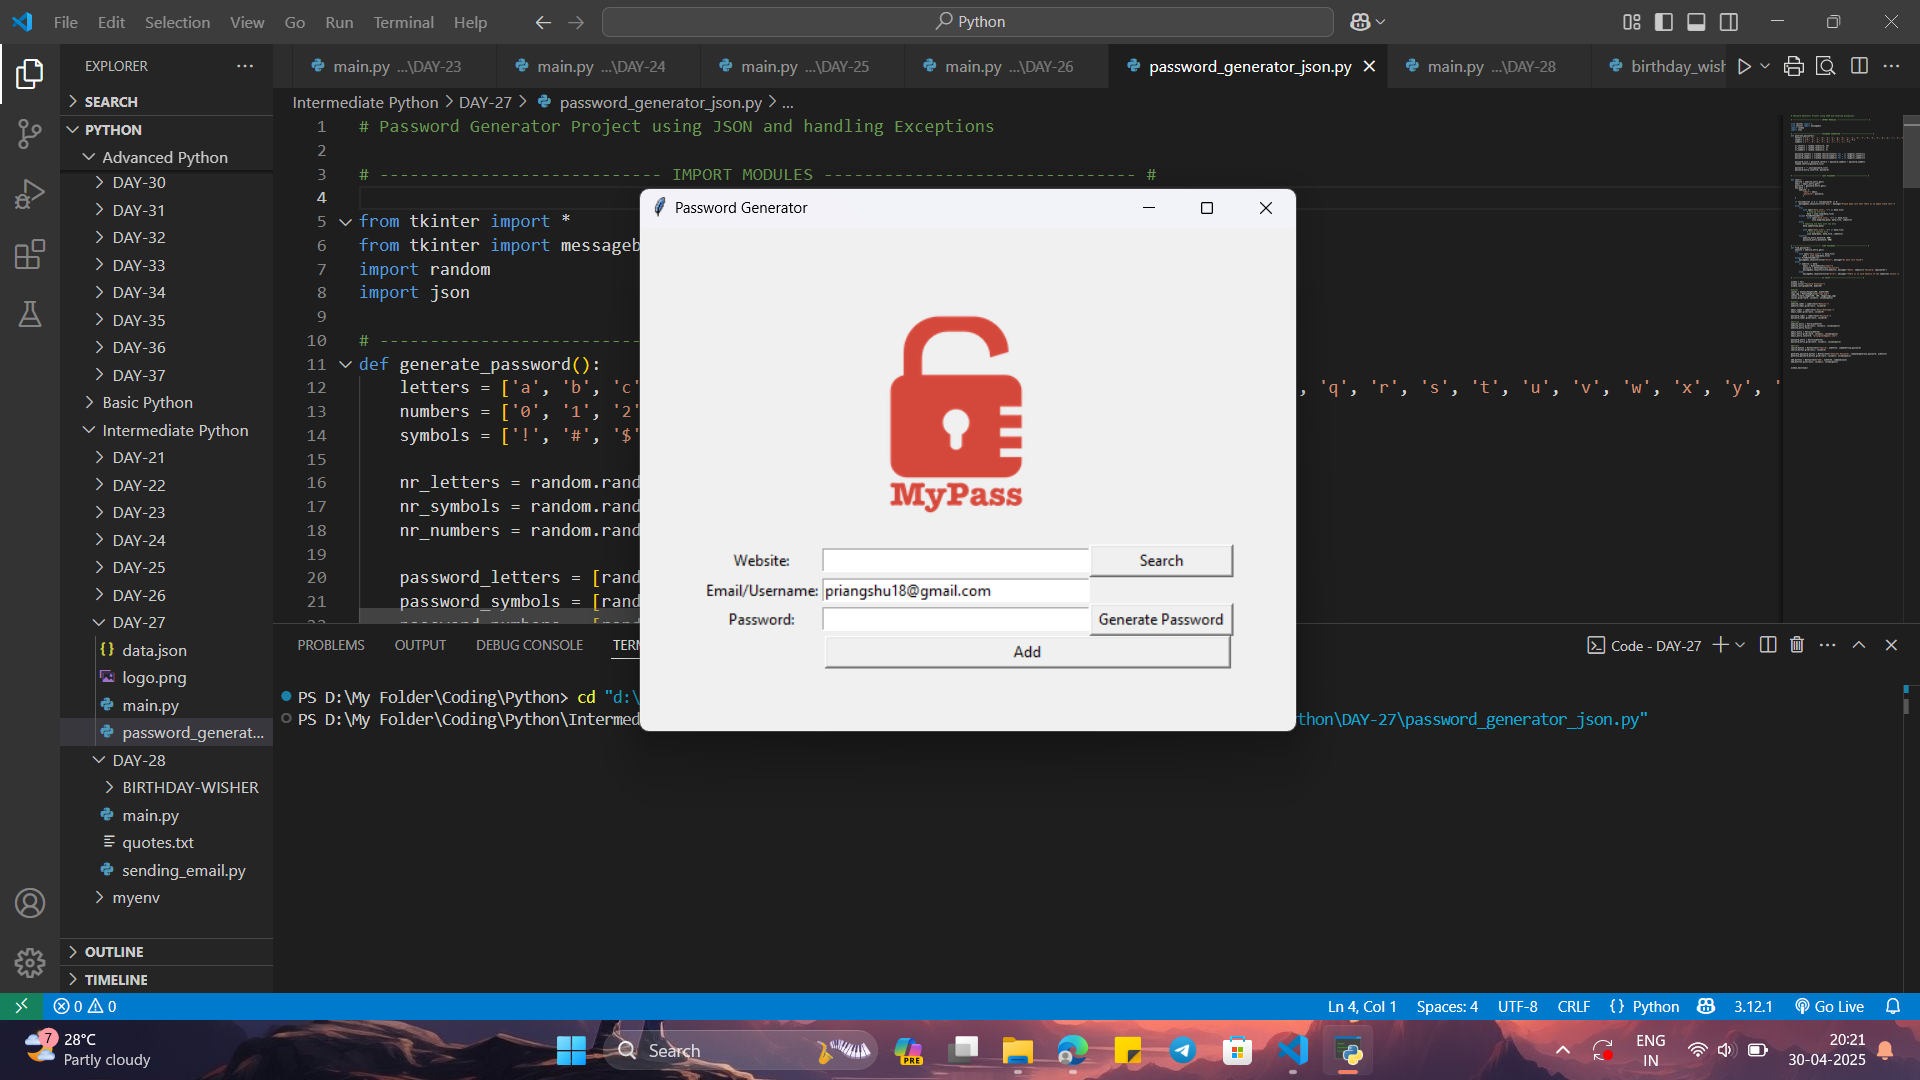 File Edit Selection View Go Run Terminal Help
Python
EXPLORER
main.py ...\DAY-23
main.py ...\DAY-24
main.py ...\DAY-25
main.py ...\DAY-26
password_generator_json.py
main.py ...\DAY-28
birthday_wish
Intermediate Python > DAY-27 > password_generator_json.py > ...
SEARCH
PYTHON
Advanced Python
DAY-30
DAY-31
DAY-32
DAY-33
DAY-34
DAY-35
DAY-36
DAY-37
Basic Python
Intermediate Python
DAY-21
DAY-22
DAY-23
DAY-24
DAY-25
DAY-26
DAY-27
data.json
logo.png
main.py
password_generat...
DAY-28
BIRTHDAY-WISHER
main.py
quotes.txt
sending_email.py
myenv
OUTLINE
TIMELINE
1 # Password Generator Project using JSON and handling Exceptions
2
3 # ---------------------------- IMPORT MODULES ------------------------------- #
4
5 from tkinter import *
6 from tkinter import messageb
7 import random
8 import json
9
10 # ----------------------------
11 def generate_password():
12 letters = ['a', 'b', 'c' , 'q', 'r', 's', 't', 'u', 'v', 'w', 'x', 'y', '
13 numbers = ['0', '1', '2'
14 symbols = ['!', '#', '$'
15
16 nr_letters = random.rand
17 nr_symbols = random.rand
18 nr_numbers = random.rand
19
20 password_letters = [rand
21 password_symbols = [rand
Password Generator
MyPass
Website:
Search
Email/Username: priangshu18@gmail.com
Password:
Generate Password
Add
PROBLEMS OUTPUT DEBUG CONSOLE TERM
Code - DAY-27
PS D:\My Folder\Coding\Python> cd "d:\
PS D:\My Folder\Coding\Python\Intermed thon\DAY-27\password_generator_json.py"
0 0
Ln 4, Col 1 Spaces: 4 UTF-8 CRLF {} Python 3.12.1 Go Live
7
28°C
Partly cloudy
Search
PRE
ENG
IN
20:21
30-04-2025